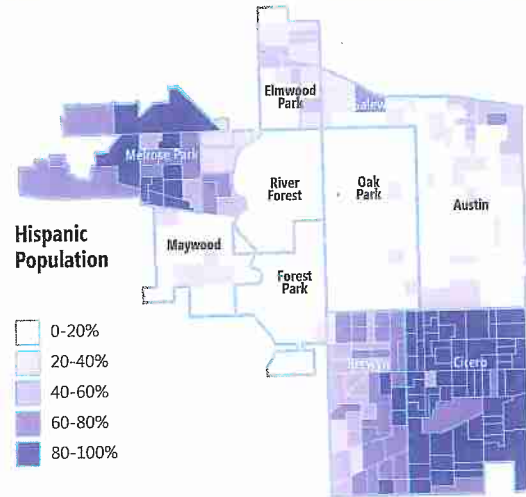 Elmwood
Park
Melrose Park
River
Forest
Oak
Park
Austin
Maywood
Forest
Park
Berwyn
Cicero
Hispanic
Population
0-20%
20-40%
40-60%
60-80%
80-100%